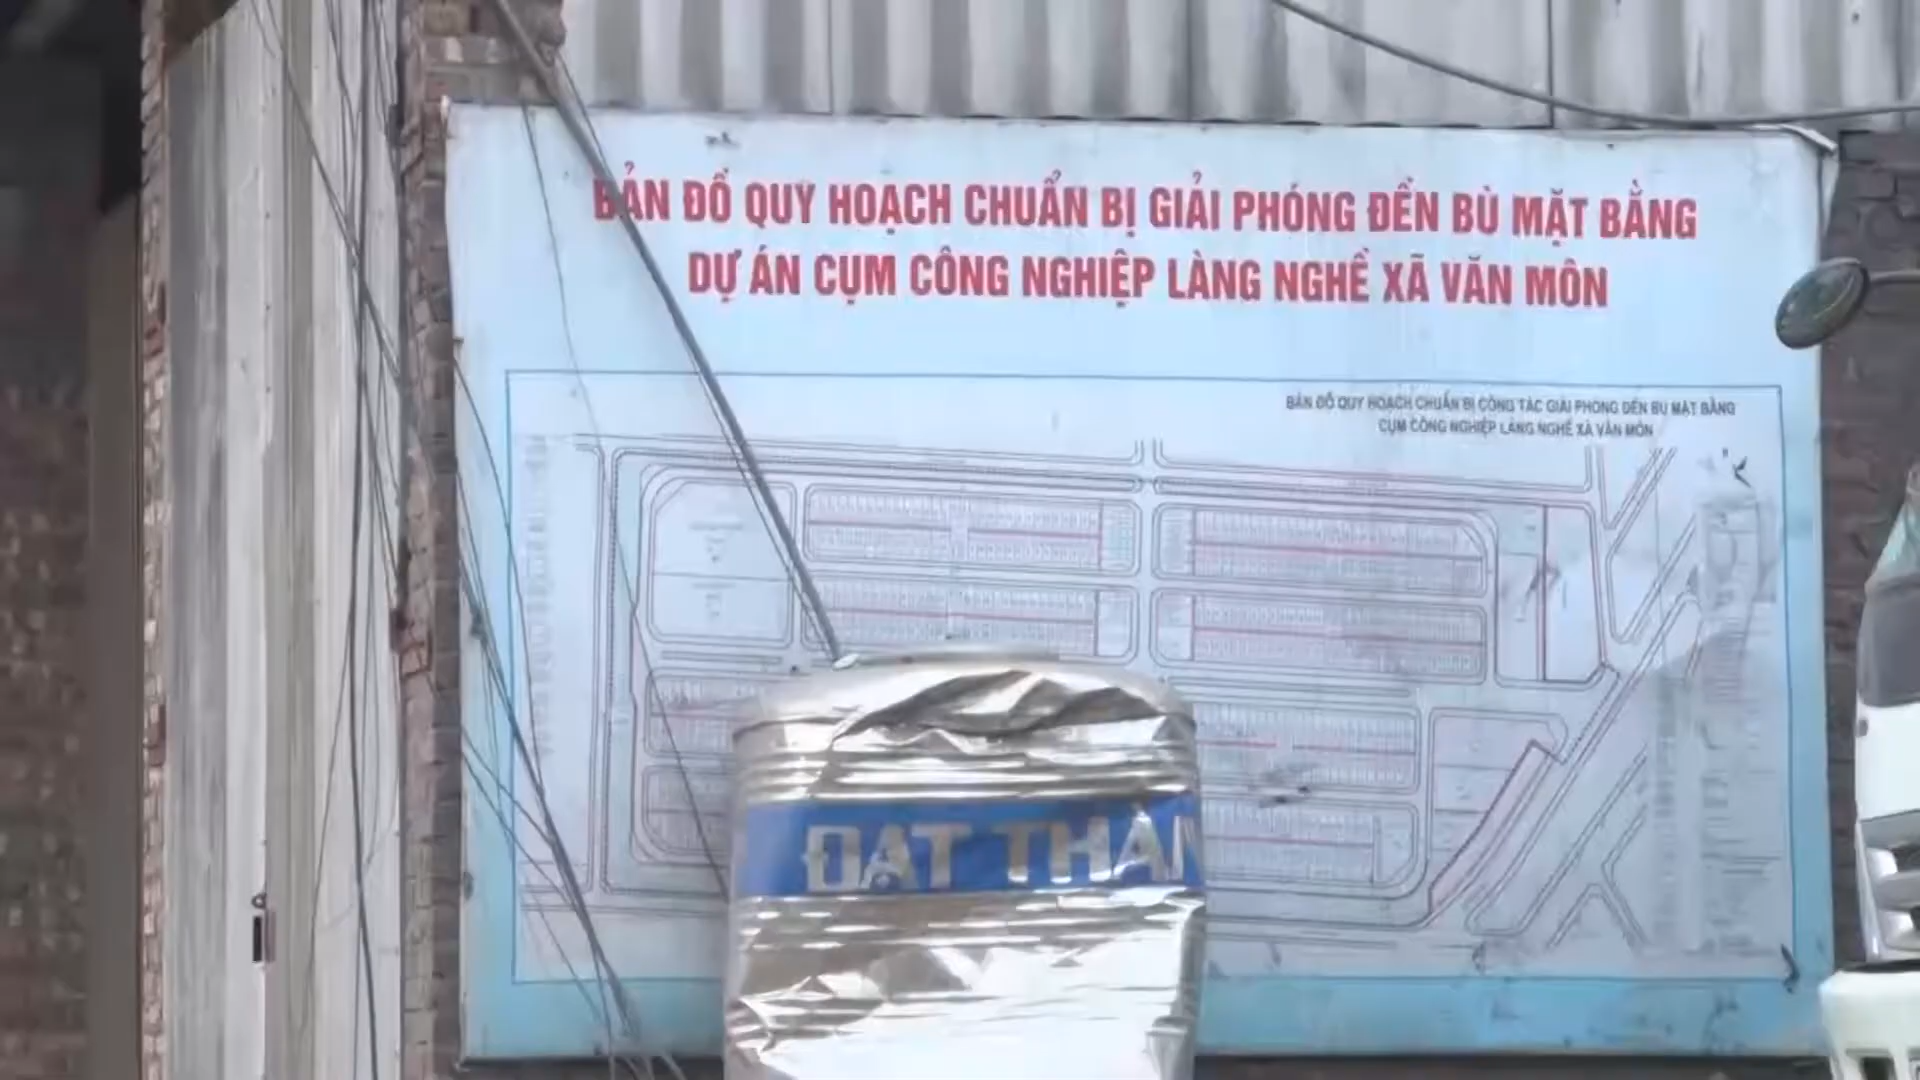 BẢN ĐỒ QUY HOẠCH CHUẨN BỊ GIẢI PHÓNG ĐỀN BÙ MẶT BẰNG
DỰ ÁN CỤM CÔNG NGHIỆP LÀNG NGHỀ XÃ VĂN MÔN
BẢN ĐỒ QUY HOẠCH CHUẨN BỊ CÔNG TÁC GIẢI PHÓNG ĐỀN BÙ MẶT BẰNG
CỤM CÔNG NGHIỆP LÀNG NGHỀ XÃ VĂN MÔN
ĐẠT THAN